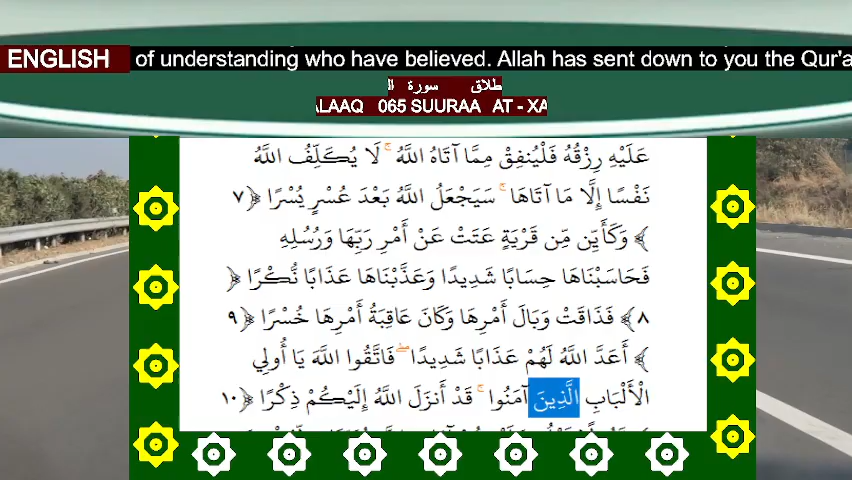 ENGLISH of understanding who have believed. Allah has sent down to you the Qur'a
طلاق سورة ال
ALAAQ 065 SUURAA AT - XA
عَلَيْهِ رِزْقُهُ فَلْيُنفِقْ مِمَّا آتَاهُ اللَّهُ ۚ لَا يُكَلِّفُ اللَّهُ
نَفْسًا إِلَّا مَا آتَاهَا ۚ سَيَجْعَلُ اللَّهُ بَعْدَ عُسْرٍ يُسْرًا ﴿٧
﴾ وَكَأَيِّن مِّن قَرْيَةٍ عَتَتْ عَنْ أَمْرِ رَبِّهَا وَرُسُلِهِ
فَحَاسَبْنَاهَا حِسَابًا شَدِيدًا وَعَذَّبْنَاهَا عَذَابًا نُّكْرًا ﴿
٨﴾ فَذَاقَتْ وَبَالَ أَمْرِهَا وَكَانَ عَاقِبَةُ أَمْرِهَا خُسْرًا ﴿٩
﴾ أَعَدَّ اللَّهُ لَهُمْ عَذَابًا شَدِيدًا ۖ فَاتَّقُوا اللَّهَ يَا أُولِي
الْأَلْبَابِ الَّذِينَ آمَنُوا ۚ قَدْ أَنزَلَ اللَّهُ إِلَيْكُمْ ذِكْرًا ﴿١٠